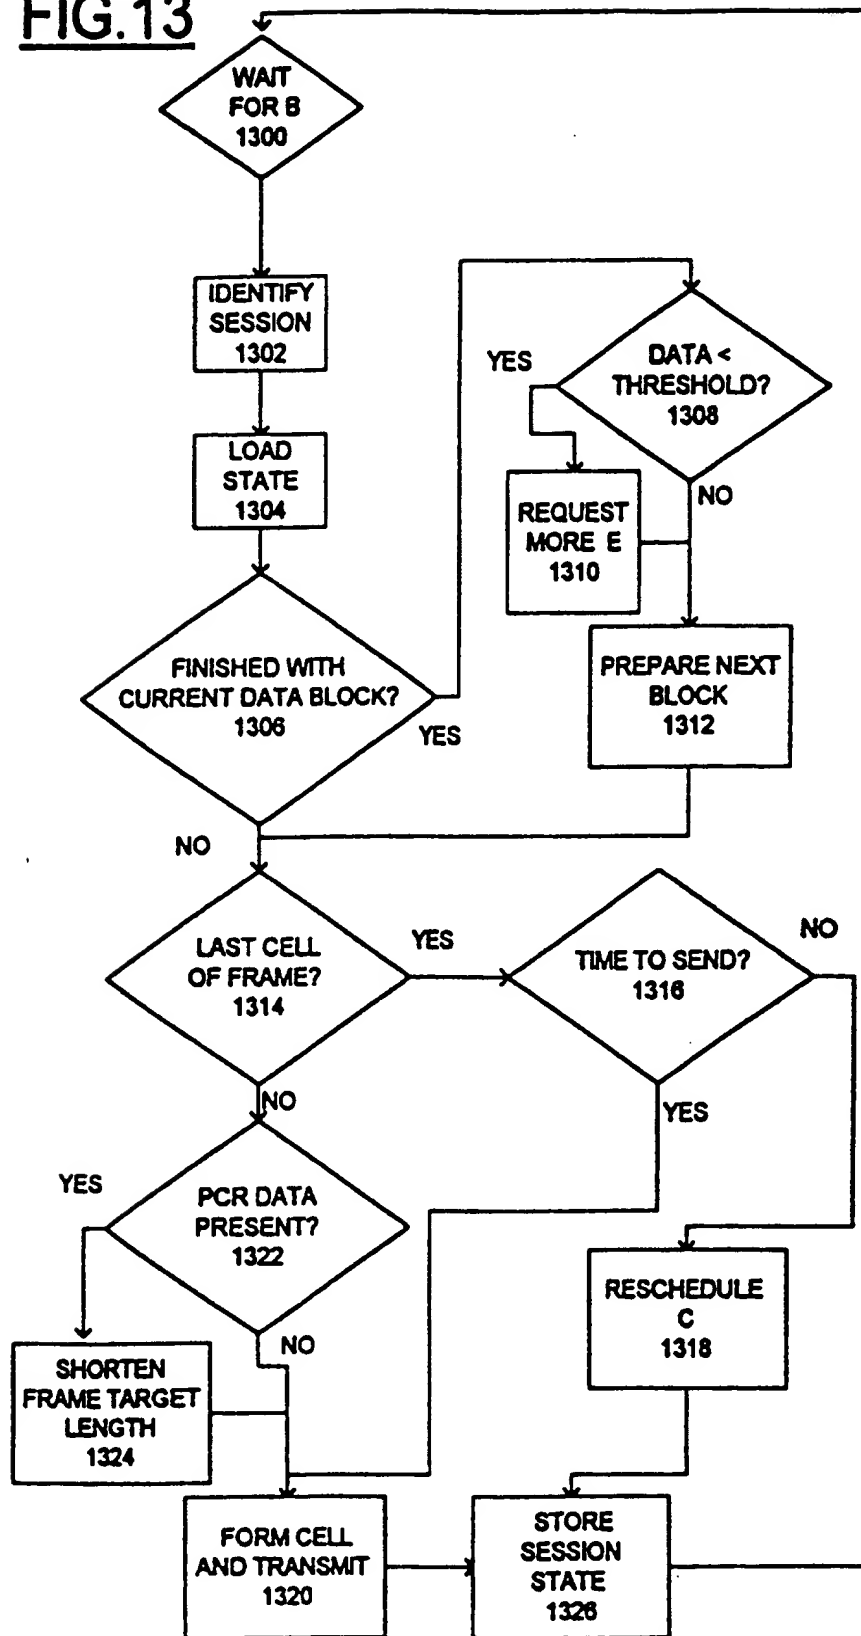 FIG.13
WAIT
FOR B
1300
IDENTIFY
SESSION
1302
LOAD
STATE
1304
FINISHED WITH
CURRENT DATA BLOCK?
1306
YES
NO
DATA <
THRESHOLD?
1308
YES
NO
REQUEST
MORE E
1310
PREPARE NEXT
BLOCK
1312
LAST CELL
OF FRAME?
1314
YES
NO
TIME TO SEND?
1316
NO
YES
RESCHEDULE
C
1318
PCR DATA
PRESENT?
1322
YES
NO
SHORTEN
FRAME TARGET
LENGTH
1324
FORM CELL
AND TRANSMIT
1320
STORE
SESSION
STATE
1326